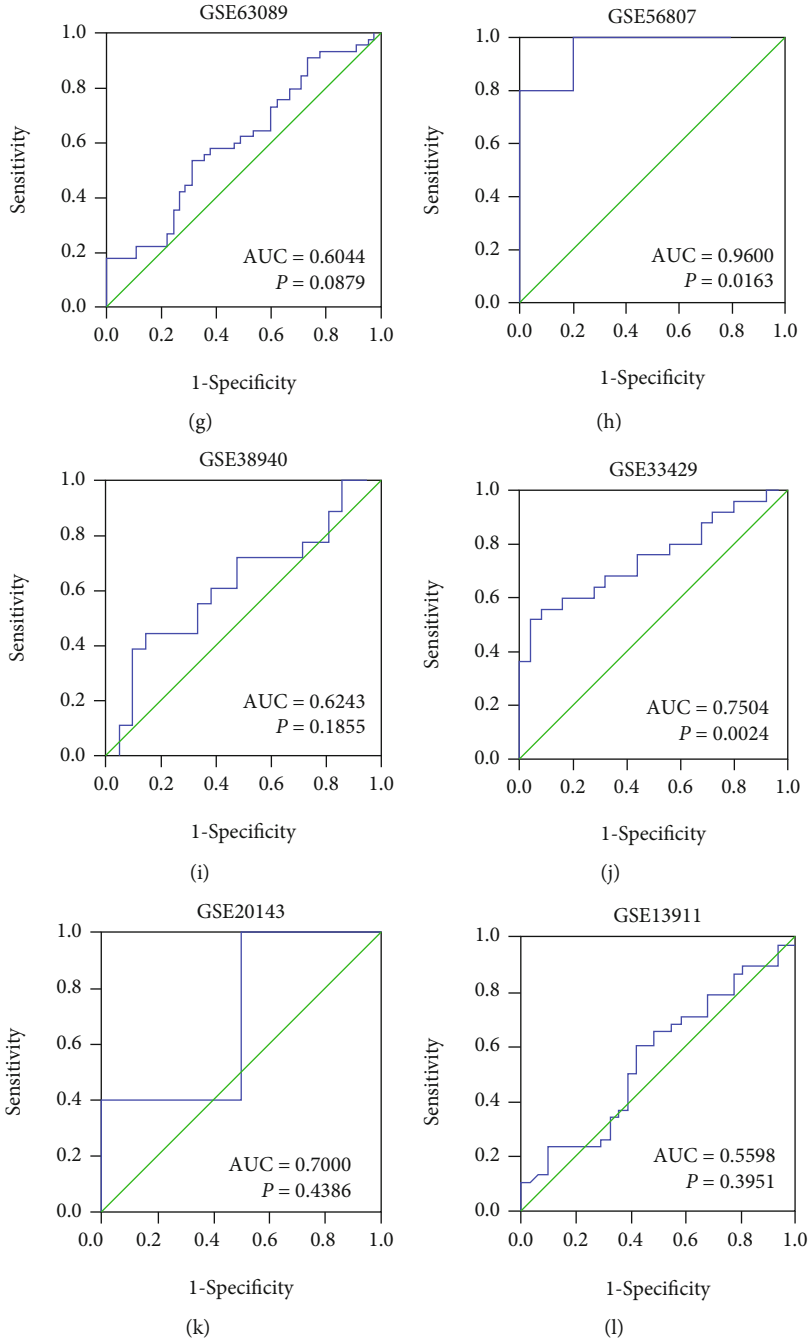 GSE63089
1.0
0.8
0.6
0.4
0.2
0.0
Sensitivity
AUC = 0.6044
P = 0.0879
0.0 0.2 0.4 0.6 0.8 1.0
1-Specificity
(g)
GSE56807
1.0
0.8
0.6
0.4
0.2
0.0
Sensitivity
AUC = 0.9600
P = 0.0163
0.0 0.2 0.4 0.6 0.8 1.0
1-Specificity
(h)
GSE38940
1.0
0.8
0.6
0.4
0.2
0.0
Sensitivity
AUC = 0.6243
P = 0.1855
0.0 0.2 0.4 0.6 0.8 1.0
1-Specificity
(i)
GSE33429
1.0
0.8
0.6
0.4
0.2
0.0
Sensitivity
AUC = 0.7504
P = 0.0024
0.0 0.2 0.4 0.6 0.8 1.0
1-Specificity
(j)
GSE20143
1.0
0.8
0.6
0.4
0.2
0.0
Sensitivity
AUC = 0.7000
P = 0.4386
0.0 0.2 0.4 0.6 0.8 1.0
1-Specificity
(k)
GSE13911
1.0
0.8
0.6
0.4
0.2
0.0
Sensitivity
AUC = 0.5598
P = 0.3951
0.0 0.2 0.4 0.6 0.8 1.0
1-Specificity
(l)